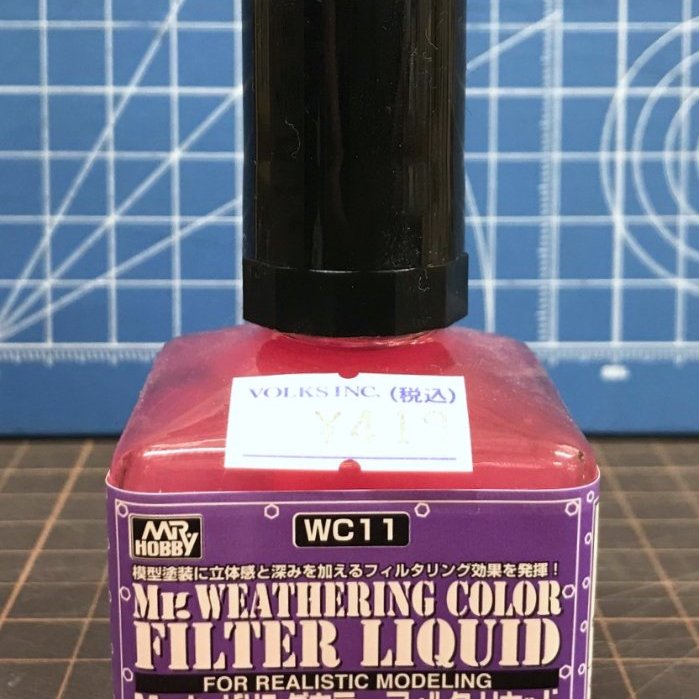 VOLKS INC. (税込)
¥419
MR.
HOBBY
WC11
模型塗装に立体感と深みを加えるフィルタリング効果を発揮！
MR. WEATHERING COLOR
FILTER LIQUID
FOR REALISTIC MODELING